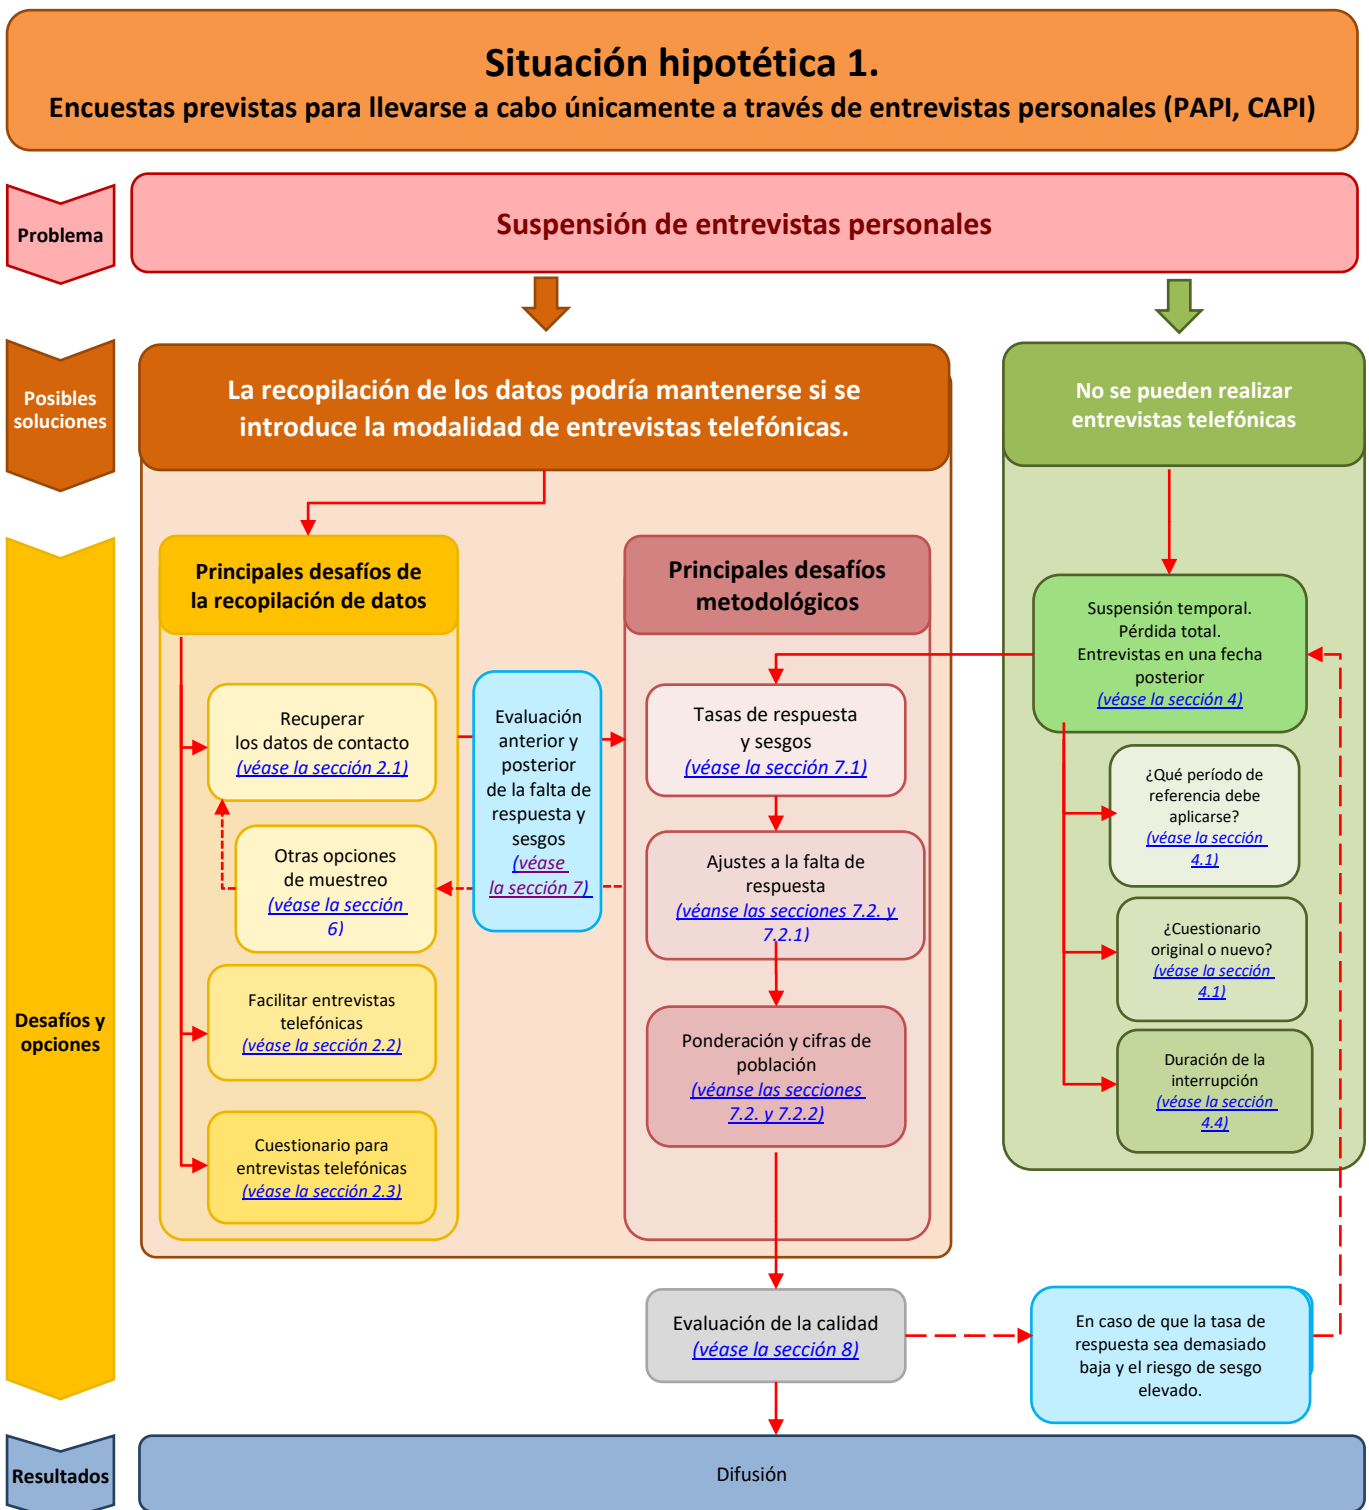 Situación hipotética 1.
Encuestas previstas para llevarse a cabo únicamente a través de entrevistas personales (PAPI, CAPI)
Problema
Suspensión de entrevistas personales
Posibles
soluciones
La recopilación de los datos podría mantenerse si se
introduce la modalidad de entrevistas telefónicas.
No se pueden realizar
entrevistas telefónicas
Desafíos y
opciones
Principales desafíos de
la recopilación de datos
Recuperar
los datos de contacto
(véase la sección 2.1)
Otras opciones
de muestreo
(véase la sección
6)
Facilitar entrevistas
telefónicas
(véase la sección 2.2)
Cuestionario para
entrevistas telefónicas
(véase la sección 2.3)
Evaluación
anterior y
posterior
de la falta de
respuesta y
sesgos
(véase
la sección 7)
Principales desafíos
metodológicos
Tasas de respuesta
y sesgos
(véase la sección 7.1)
Ajustes a la falta de
respuesta
(véanse las secciones 7.2. y
7.2.1)
Ponderación y cifras de
población
(véanse las secciones
7.2. y 7.2.2)
Suspensión temporal.
Pérdida total.
Entrevistas en una fecha
posterior
(véase la sección 4)
¿Qué período de
referencia debe
aplicarse?
(véase la sección
4.1)
¿Cuestionario
original o nuevo?
(véase la sección
4.1)
Duración de la
interrupción
(véase la sección
4.4)
Evaluación de la calidad
(véase la sección 8)
En caso de que la tasa de
respuesta sea demasiado
baja y el riesgo de sesgo
elevado.
Resultados
Difusión